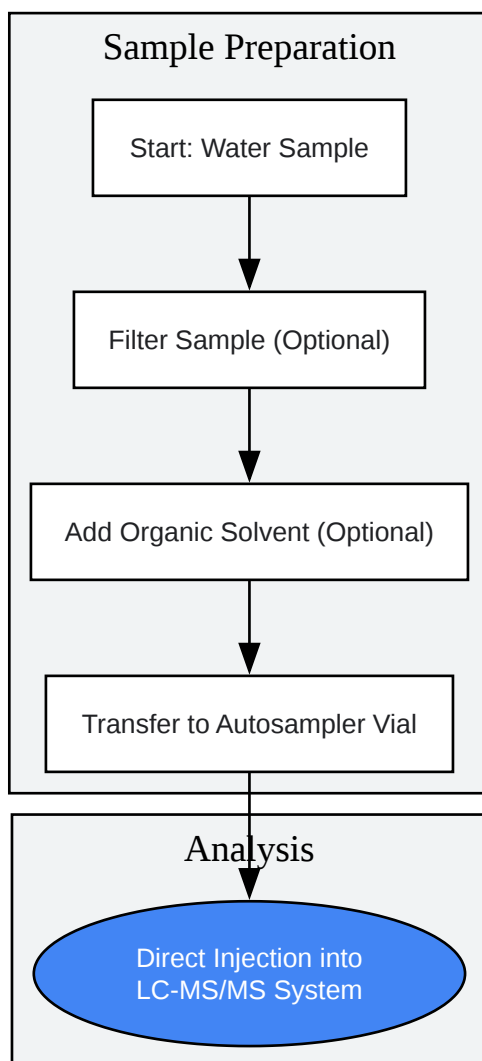 Sample Preparation
Start: Water Sample
Filter Sample (Optional)
Add Organic Solvent (Optional)
Transfer to Autosampler Vial
Analysis
Direct Injection into
LC-MS/MS System